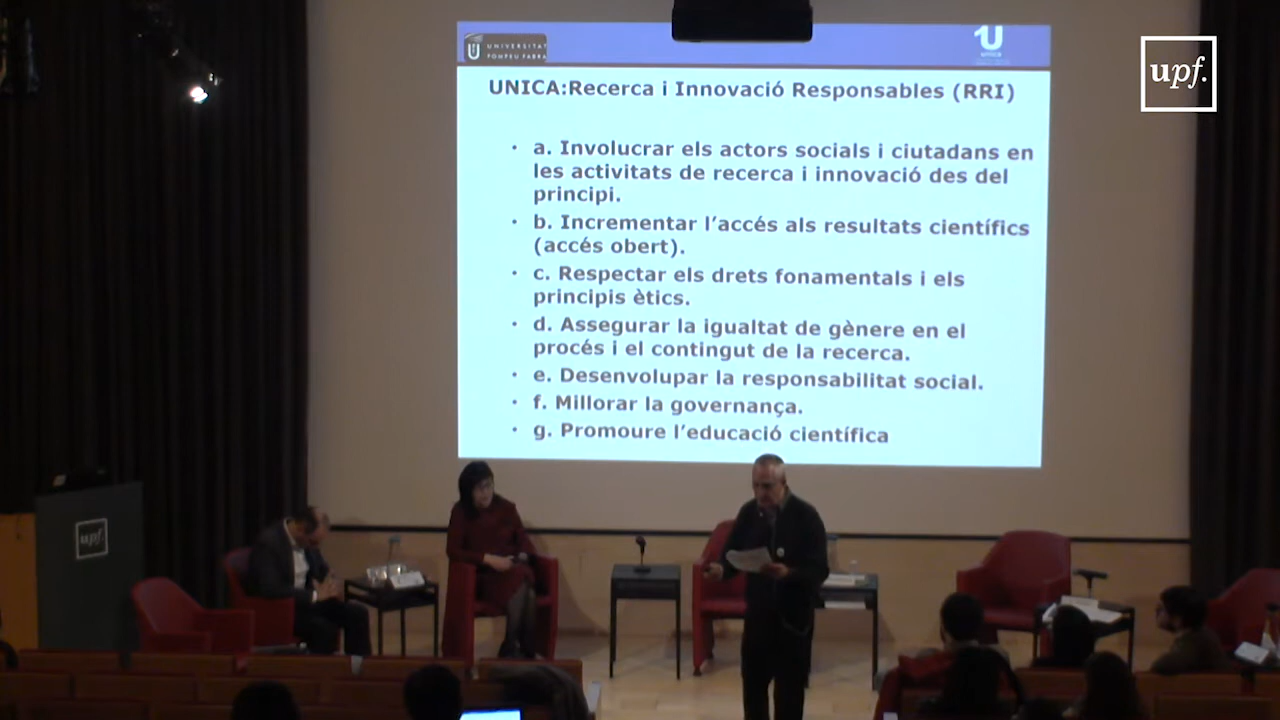 UNIVERSITAT
POMPEU FABRA
U
UNICA
upf.
UNICA:Recerca i Innovació Responsables (RRI)
• a. Involucrar els actors socials i ciutadans en
les activitats de recerca i innovació des del
principi.
• b. Incrementar l’accés als resultats científics
(accés obert).
• c. Respectar els drets fonamentals i els
principis ètics.
• d. Assegurar la igualtat de gènere en el
procés i el contingut de la recerca.
• e. Desenvolupar la responsabilitat social.
• f. Millorar la governança.
• g. Promoure l’educació científica
upf.